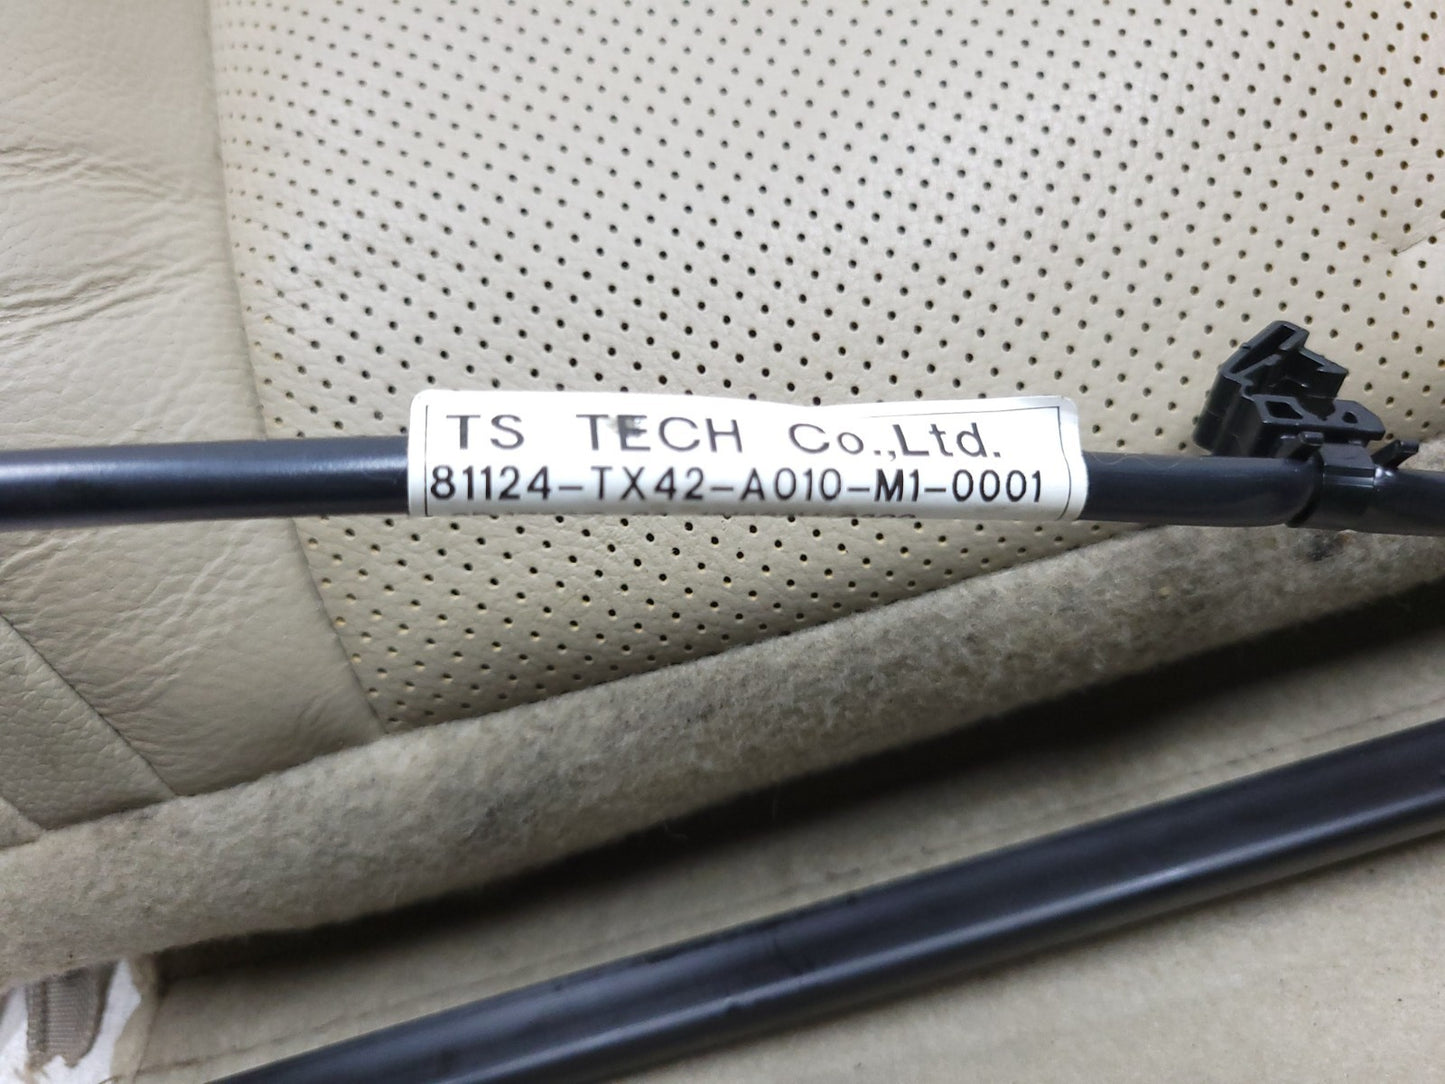 TS TECH Co.,Ltd.
81124-TX42-A010-M1-0001